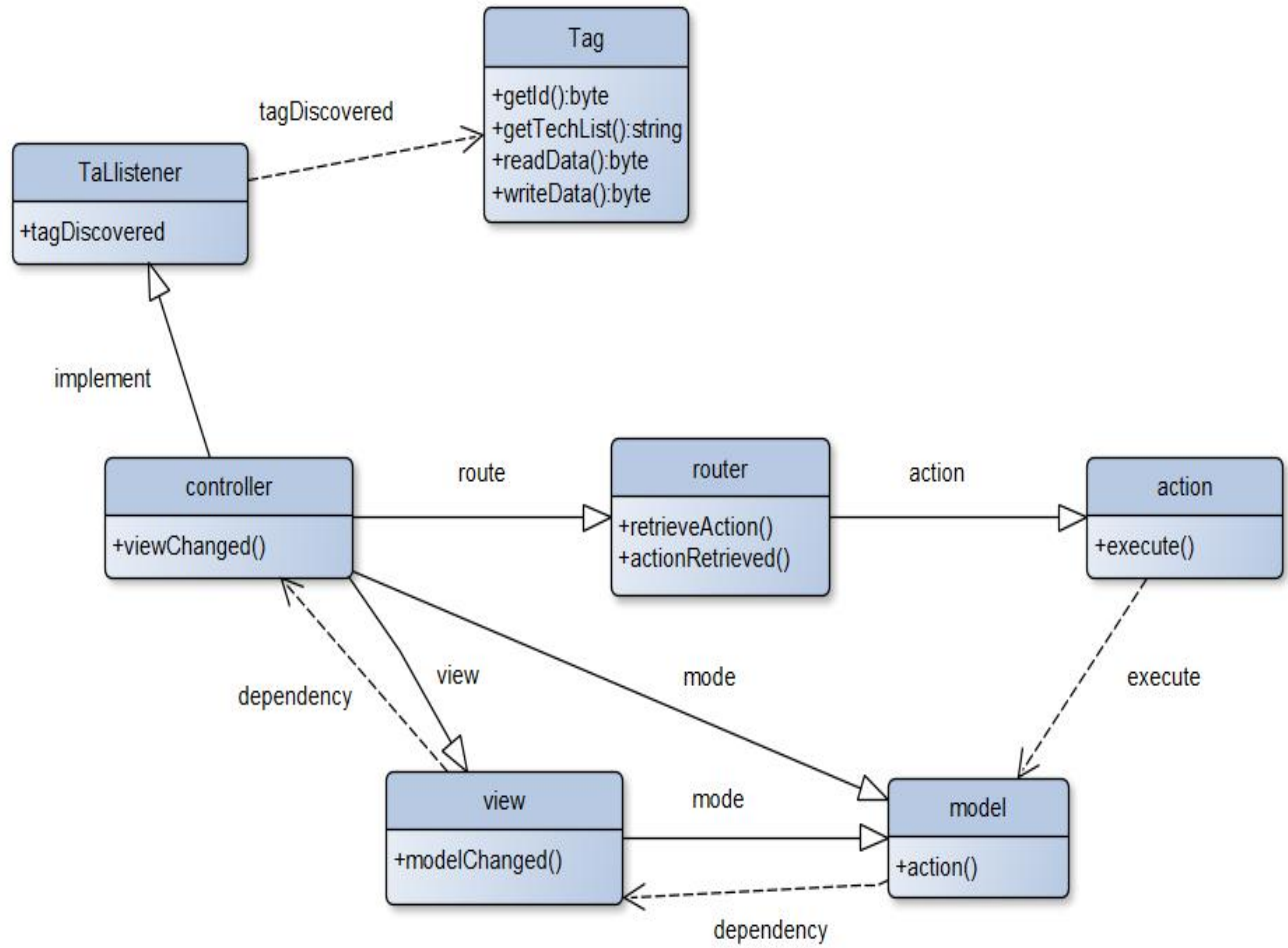 Tag
+getId():byte
+getTechList():string
+readData():byte
+writeData():byte
tagDiscovered
TaLlistener
+tagDiscovered
implement
controller
+viewChanged()
route
router
+retrieveAction()
+actionRetrieved()
action
action
+execute()
dependency
view
mode
execute
view
+modelChanged()
mode
model
+action()
dependency